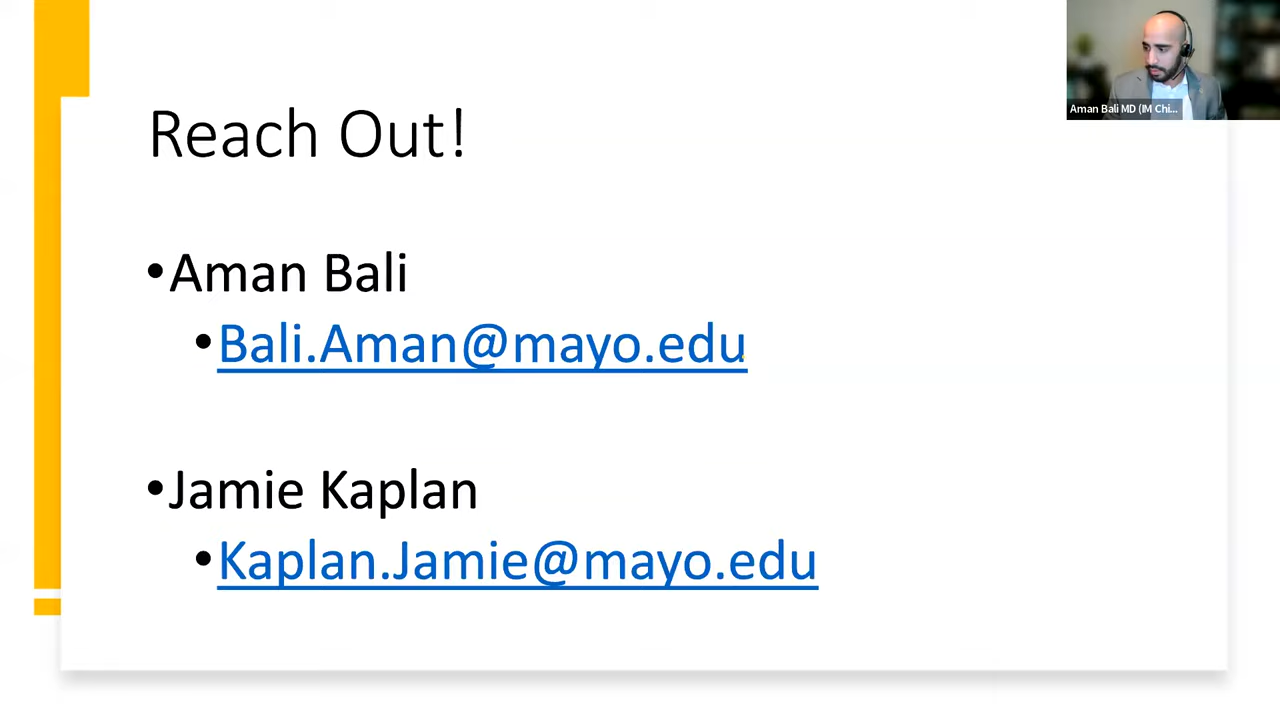 Reach Out!
•Aman Bali
•Bali.Aman@mayo.edu
•Jamie Kaplan
•Kaplan.Jamie@mayo.edu
Aman Bali MD (IM Chi...